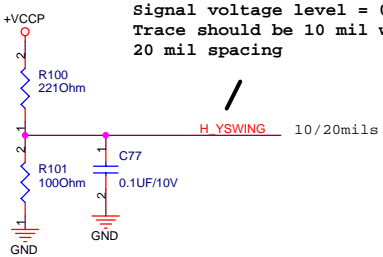 Signal voltage level = 0
+VCCP
Trace should be 10 mil w
20 mil spacing
2
R100
221Ohm
1
H_YSWING
10/20mils
2
R101
100Ohm
1
1
C77
0.1UF/10V
2
GND
GND